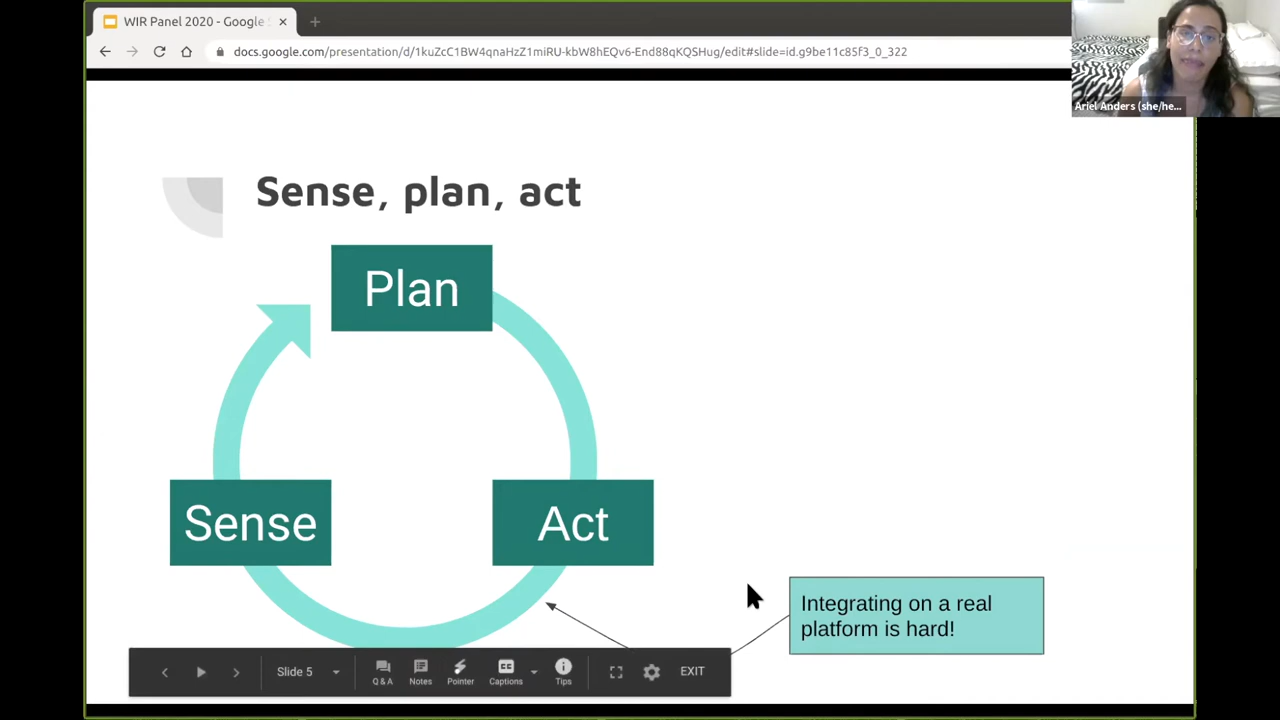 WIR Panel 2020 - Google
docs.google.com/presentation/d/1kuZcC1BW4qnaHzZ1miRU-kbW8hEQv6-End88qKQSHug/edit#slide=id.g9be11c85f3_0_322
Ariel Anders (she/he...
Sense, plan, act
Plan
Sense
Act
Integrating on a real
platform is hard!
Slide 5
Q & A
Notes
Pointer
CC
Captions
Tips
EXIT